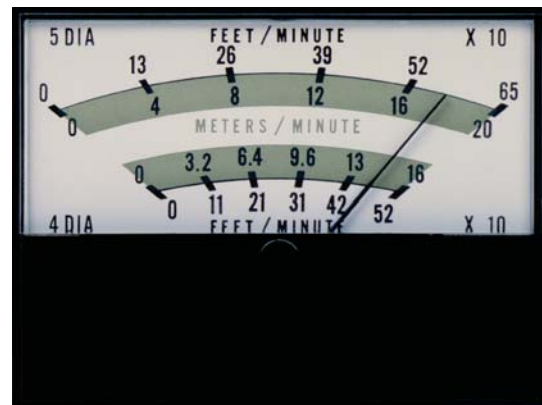 5 DIA FEET / MINUTE X 10
0 13 26 39 52 65
0 4 8 12 16 20
METERS / MINUTE
0 3.2 6.4 9.6 13 16
0 11 21 31 42 52
4 DIA FEET / MINUTE X 10